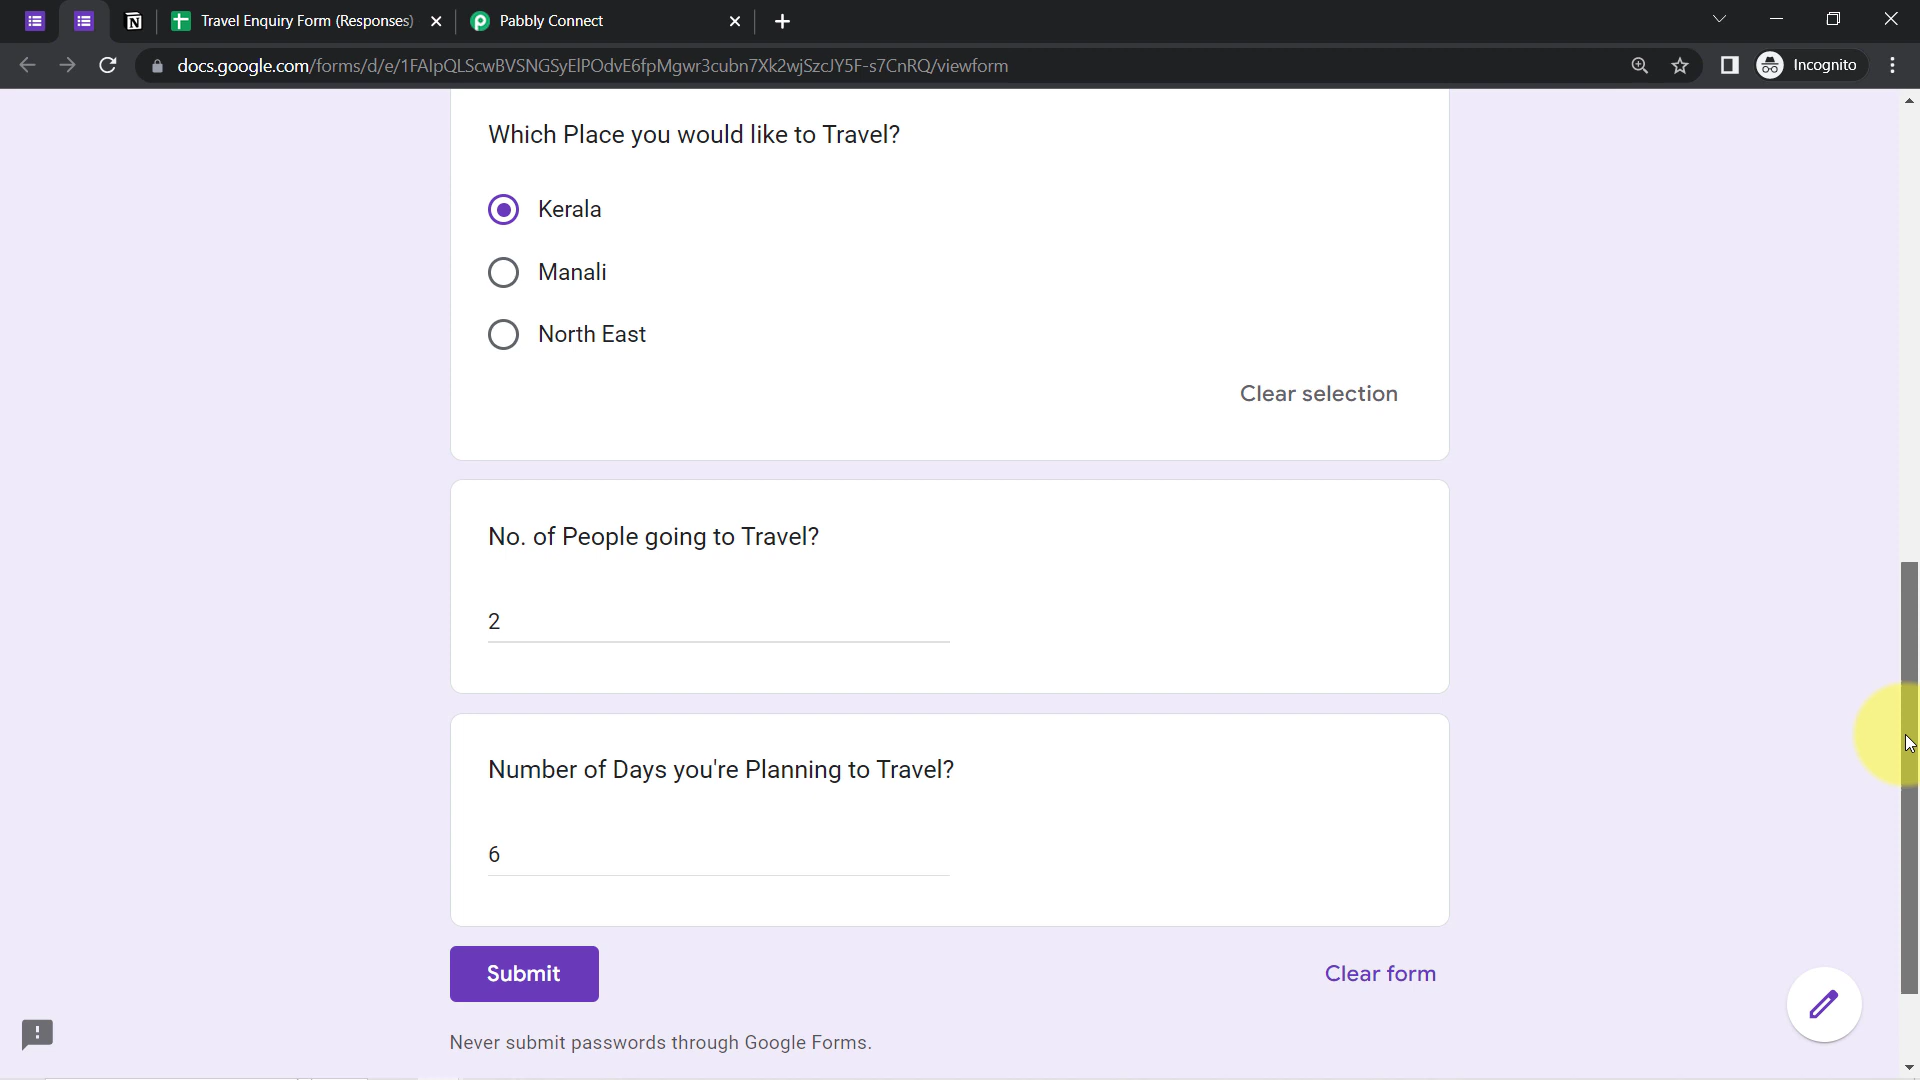 Travel Enquiry Form (Responses)
Pabbly Connect
docs.google.com/forms/d/e/1FAIpQLScwBVSNGSyEIPOdvE6fpMgwr3cubn7Xk2wjSzcJY5F-s7CnRQ/viewform
Incognito
Which Place you would like to Travel?
Kerala
Manali
North East
Clear selection
No. of People going to Travel?
2
Number of Days you're Planning to Travel?
6
Submit
Clear form
Never submit passwords through Google Forms.